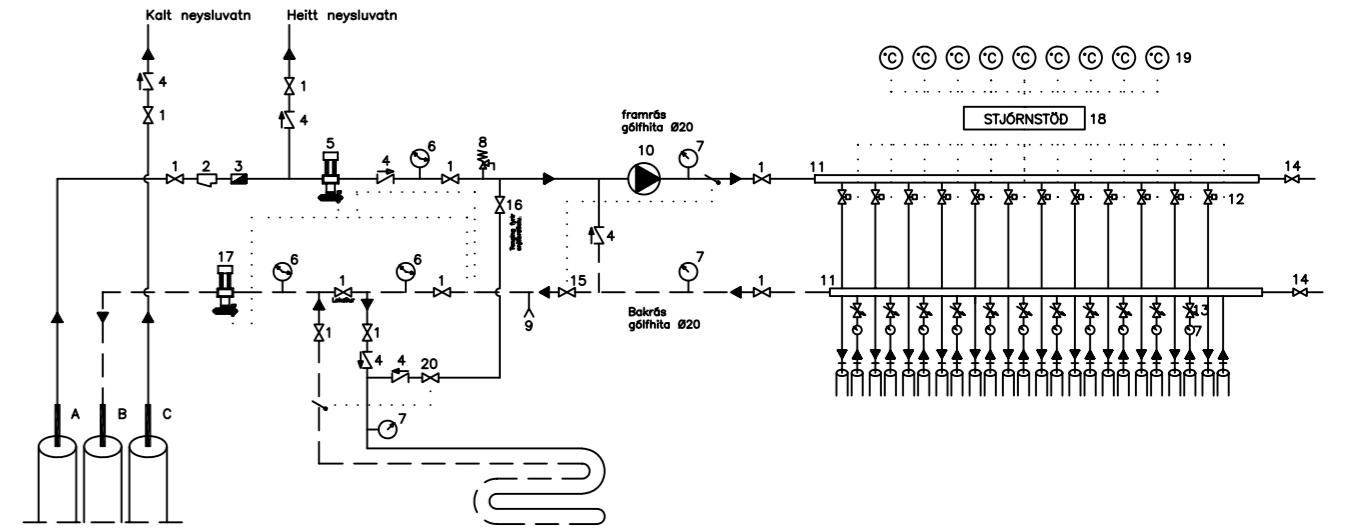 Kalt neysluvatn
Heitt neysluvatn
°C °C °C °C °C °C °C °C °C 19
4
1
1
4
framrás
gólfhita Ø20
STJÓRNSTÖÐ 18
1 2 3 5 4 6 1 8 10 7 1 11 14
16
12
4
17 6 1 6 1 15 7 1 11 14
9
Bakrás
gólfhita Ø20
13
7
1 1
4 4 20
7
A B C